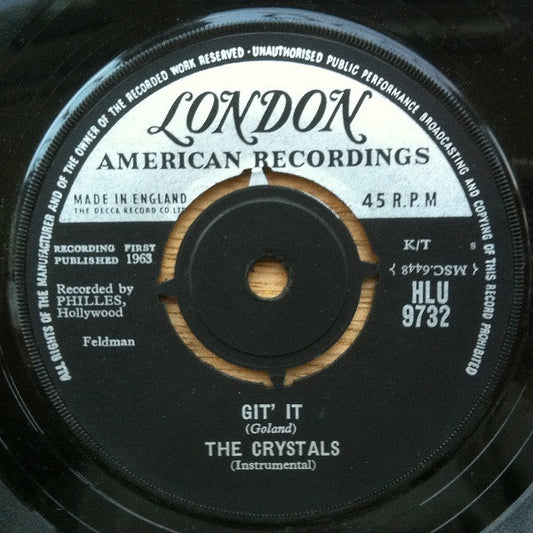 ALL RIGHTS OF THE MANUFACTURER AND OF THE OWNER OF THE RECORDED WORK RESERVED · UNAUTHORISED PUBLIC PERFORMANCE BROADCASTING AND COPYING OF THIS RECORD PROHIBITED
LONDON
AMERICAN RECORDINGS
MADE IN ENGLAND
THE DECCA RECORD CO LTD
45 R.P.M
RECORDING FIRST
PUBLISHED 1963
K/T
8
Recorded by
PHILLES,
Hollywood
(MSC.6448)
HLU
9732
Feldman
GIT' IT
(Goland)
THE CRYSTALS
(Instrumental)